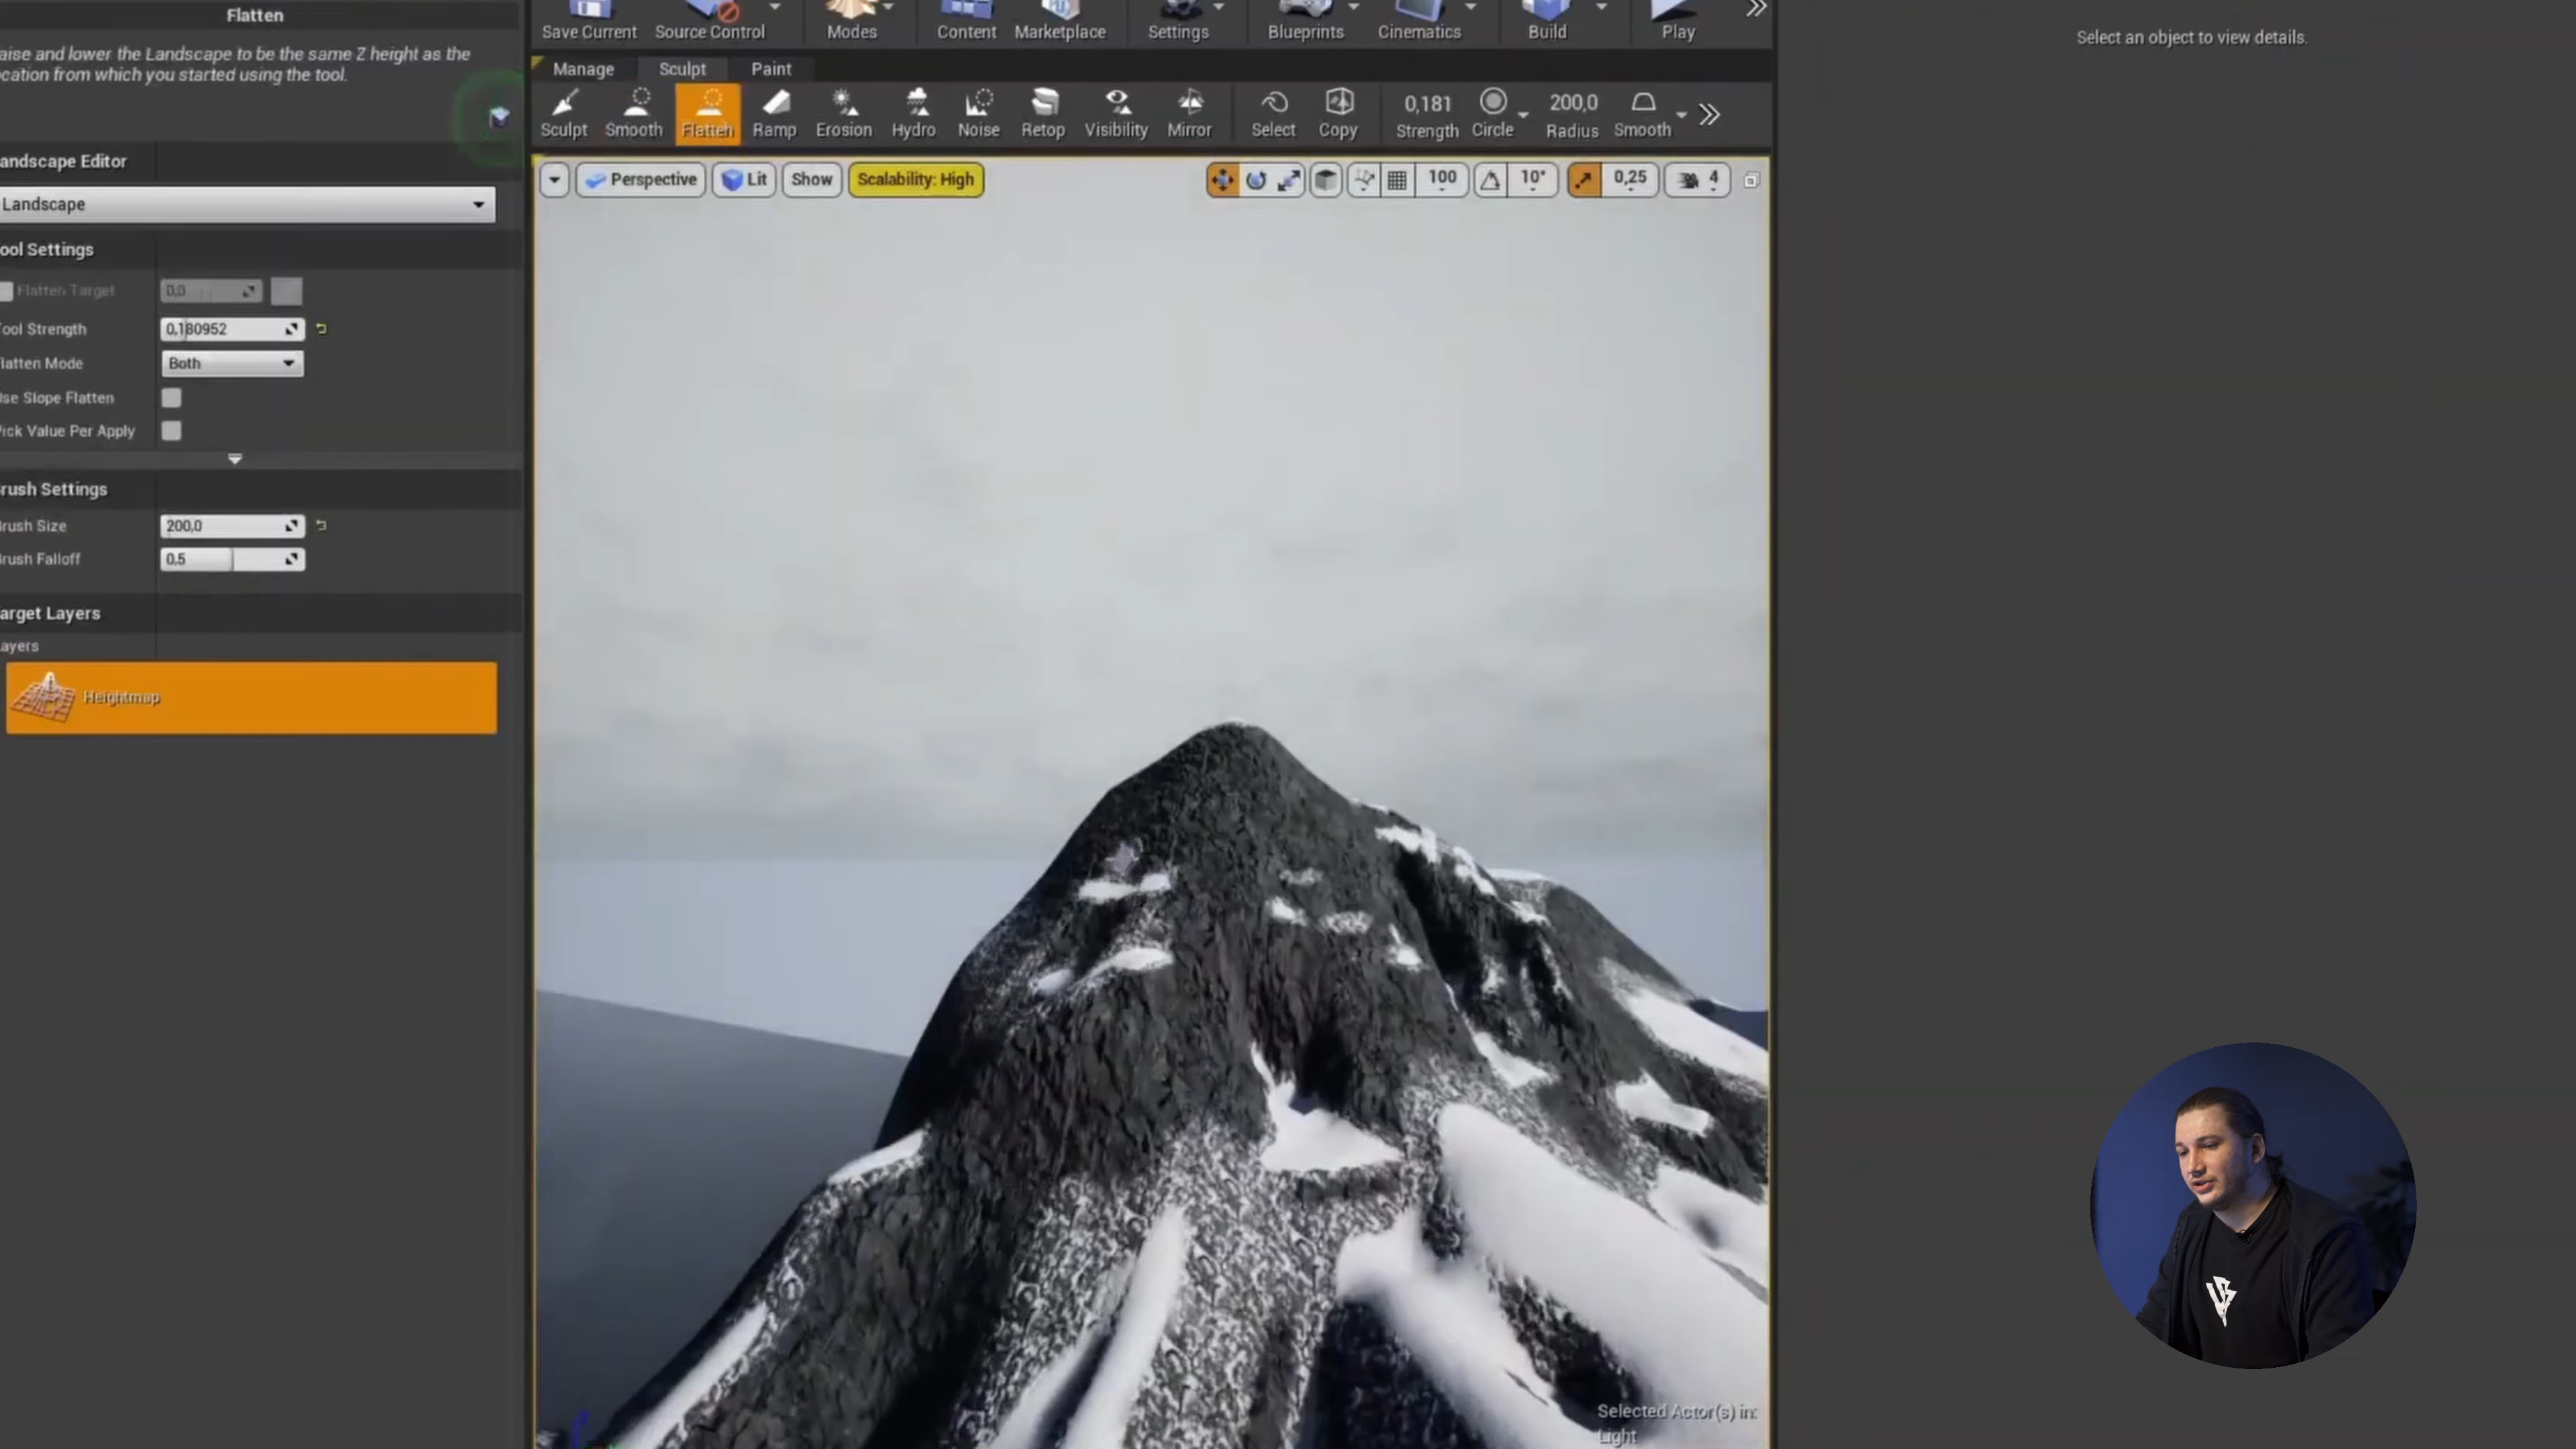 Flatten
aise and lower the Landscape to be the same Z height as the
ocation from which you started using the tool.
andscape Editor
Landscape
ool Settings
Flatten Target 0,0
ool Strength 0,180952
latten Mode Both
se Slope Flatten
ick Value Per Apply
rush Settings
rush Size 200,0
rush Falloff 0,5
arget Layers
ayers
Heightmap
Save Current Source Control Modes Content Marketplace Settings Blueprints Cinematics Build Play
Manage Sculpt Paint
0,181 200,0
Sculpt Smooth Flatten Ramp Erosion Hydro Noise Retop Visibility Mirror Select Copy Strength Circle Radius Smooth
Perspective Lit Show Scalability: High 100 10° 0,25 4
Selected Actor(s) in:
Light
Select an object to view details.